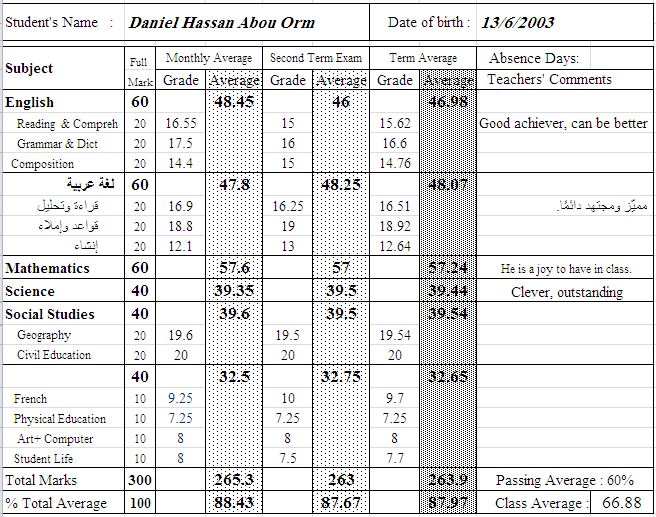 Student's Name : Daniel Hassan Abou Orm Date of birth : 13/6/2003
Subject Full Mark Monthly Average Second Term Exam Term Average Absence Days:
Grade Average Grade Average Grade Average Teachers' Comments
English 60 48.45 46 46.98
Reading & Compreh 20 16.55 15 15.62 Good achiever, can be better
Grammar & Dict 20 17.5 16 16.6
Composition 20 14.4 15 14.76
لغة عربية 60 47.8 48.25 48.07
قراءة وتحليل 20 16.9 16.25 16.51 مميّز ومجتهد دائمًا.
قواعد وإملاء 20 18.8 19 18.92
إنشاء 20 12.1 13 12.64
Mathematics 60 57.6 57 57.24 He is a joy to have in class.
Science 40 39.35 39.5 39.44 Clever, outstanding
Social Studies 40 39.6 39.5 39.54
Geography 20 19.6 19.5 19.54
Civil Education 20 20 20 20
40 32.5 32.75 32.65
French 10 9.25 10 9.7
Physical Education 10 7.25 7.25 7.25
Art+ Computer 10 8 8 8
Student Life 10 8 7.5 7.7
Total Marks 300 265.3 263 263.9 Passing Average : 60%
% Total Average 100 88.43 87.67 87.97 Class Average : 66.88